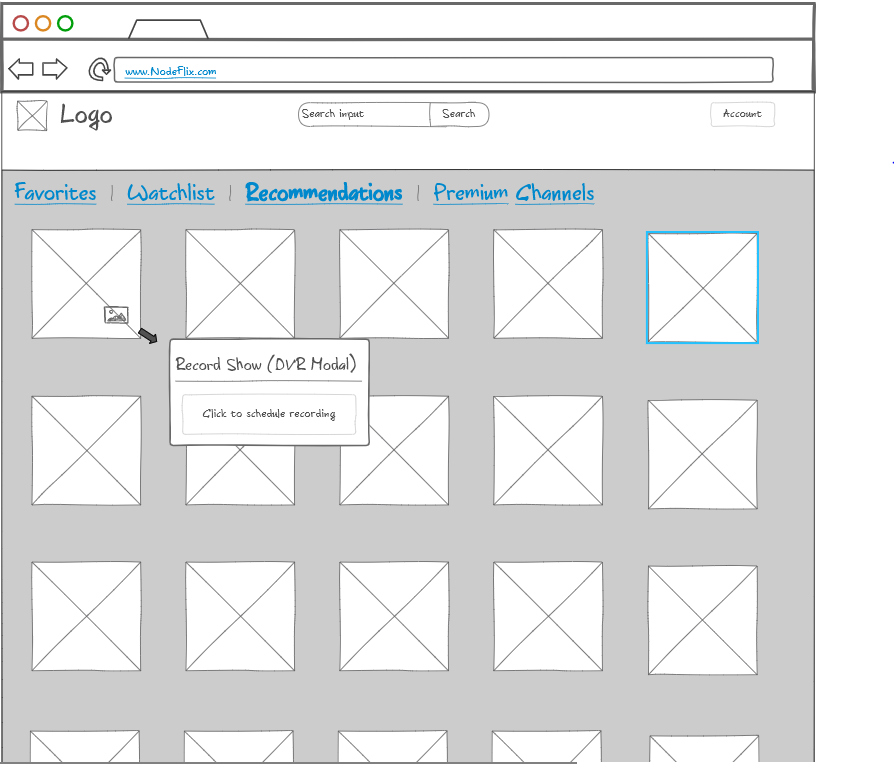 www.NodeFlix.com
Logo
Search input
Search
Account
Favorites | Watchlist | Recommendations | Premium Channels
Record Show (DVR Modal)
Click to schedule recording